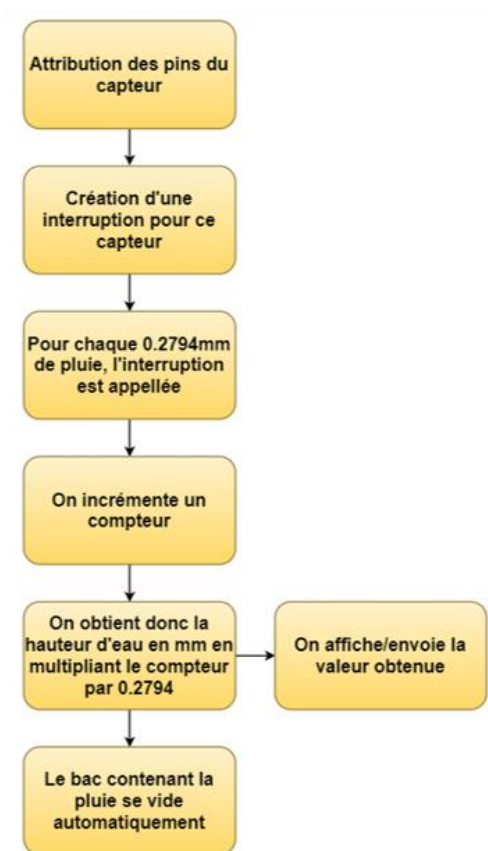 Attribution des pins du
capteur
Création d'une
interruption pour ce
capteur
Pour chaque 0.2794mm
de pluie, l'interruption
est appellée
On incrémente un
compteur
On obtient donc la
hauteur d'eau en mm en
multipliant le compteur
par 0.2794
On affiche/envoie la
valeur obtenue
Le bac contenant la
pluie se vide
automatiquement